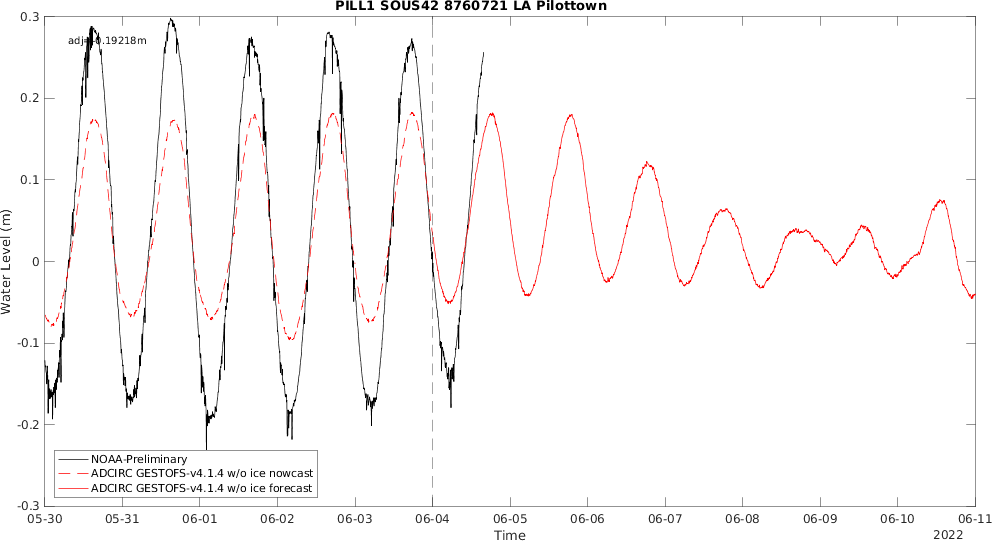 PILL1 SOUS42 8760721 LA Pilottown
0.3
adj=-0.19218m
0.2
0.1
0
-0.1
-0.2
-0.3
Water Level (m)
NOAA-Preliminary
ADCIRC GESTOFS-v4.1.4 w/o ice nowcast
ADCIRC GESTOFS-v4.1.4 w/o ice forecast
05-30 05-31 06-01 06-02 06-03 06-04 06-05 06-06 06-07 06-08 06-09 06-10 06-11
Time
2022